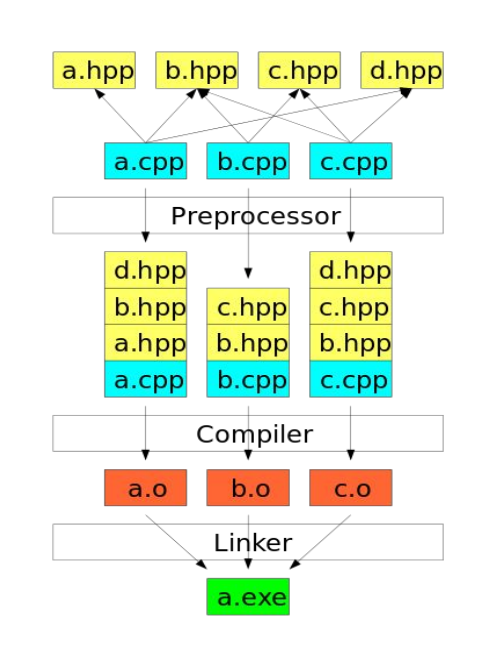 a.hpp b.hpp c.hpp d.hpp
a.cpp b.cpp c.cpp
Preprocessor
d.hpp d.hpp
b.hpp c.hpp c.hpp
a.hpp b.hpp b.hpp
a.cpp b.cpp c.cpp
Compiler
a.o b.o c.o
Linker
a.exe